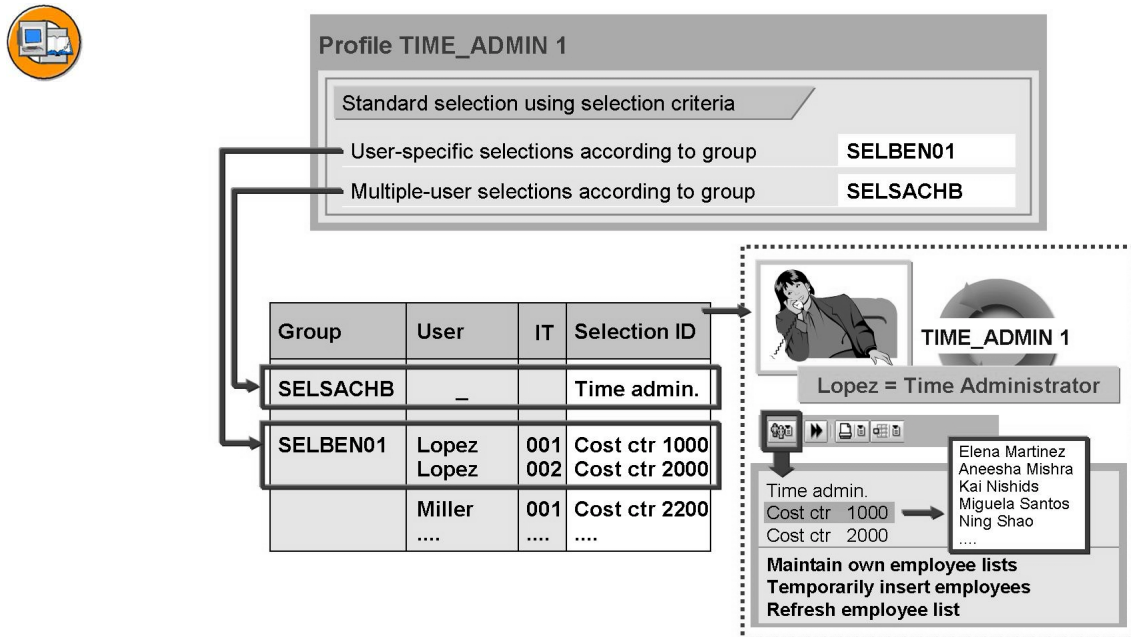 Profile TIME_ADMIN 1
Standard selection using selection criteria
User-specific selections according to group SELBEN01
Multiple-user selections according to group SELSACHB
Group User IT Selection ID
SELSACHB _ Time admin.
SELBEN01 Lopez 001 Cost ctr 1000
Lopez 002 Cost ctr 2000
Miller 001 Cost ctr 2200
.... .... ....
TIME_ADMIN 1
Lopez = Time Administrator
Time admin.
Cost ctr 1000
Cost ctr 2000
Elena Martinez
Aneesha Mishra
Kai Nishids
Miguela Santos
Ning Shao
....
Maintain own employee lists
Temporarily insert employees
Refresh employee list